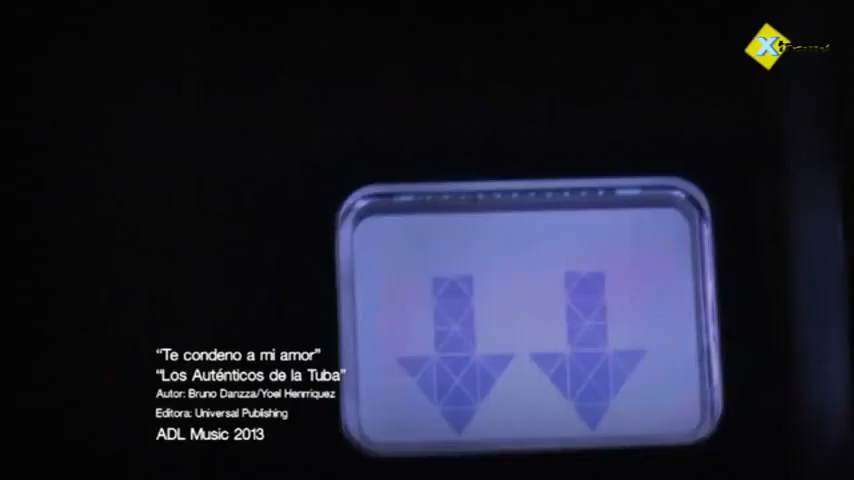 X
"Te condeno a mi amor"
"Los Auténticos de la Tuba"
Autor: Bruno Danzza/Yoel Henrriquez
Editora: Universal Publishing
ADL Music 2013